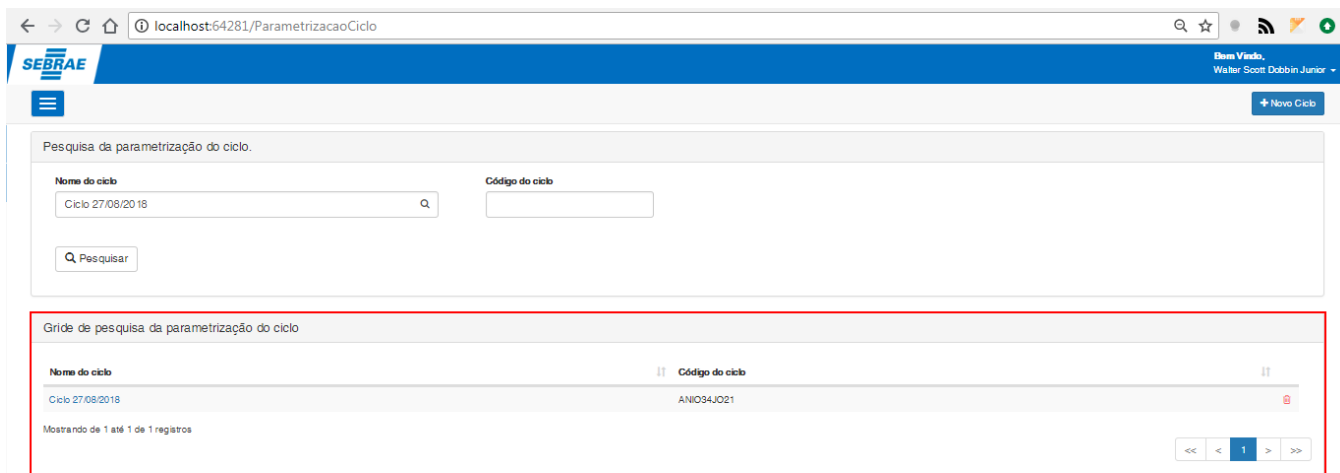 localhost:64281/ParametrizacaoCiclo
SEBRAE
Bem Vindo,
Walter Scott Dobbin Junior
+ Novo Ciclo
Pesquisa da parametrização do ciclo.
Nome do ciclo Código do ciclo
Ciclo 27/08/2018
Pesquisar
Gride de pesquisa da parametrização do ciclo
Nome do ciclo Código do ciclo
Ciclo 27/08/2018 ANIO34JO21
Mostrando de 1 até 1 de 1 registros
<< < 1 > >>